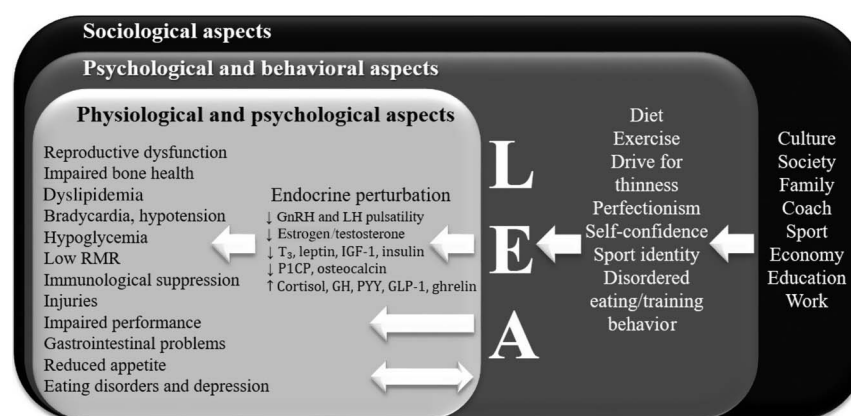 Sociological aspects
Psychological and behavioral aspects
Physiological and psychological aspects
Reproductive dysfunction
Impaired bone health
Dyslipidemia
Bradycardia, hypotension
Hypoglycemia
Low RMR
Immunological suppression
Injuries
Impaired performance
Gastrointestinal problems
Reduced appetite
Eating disorders and depression
Endocrine perturbation
↓ GnRH and LH pulsatility
↓ Estrogen/testosterone
↓ T₃, leptin, IGF-1, insulin
↓ P1CP, osteocalcin
↑ Cortisol, GH, PYY, GLP-1, ghrelin
L
E
A
Diet
Exercise
Drive for
thinness
Perfectionism
Self-confidence
Sport identity
Disordered
eating/training
behavior
Culture
Society
Family
Coach
Sport
Economy
Education
Work